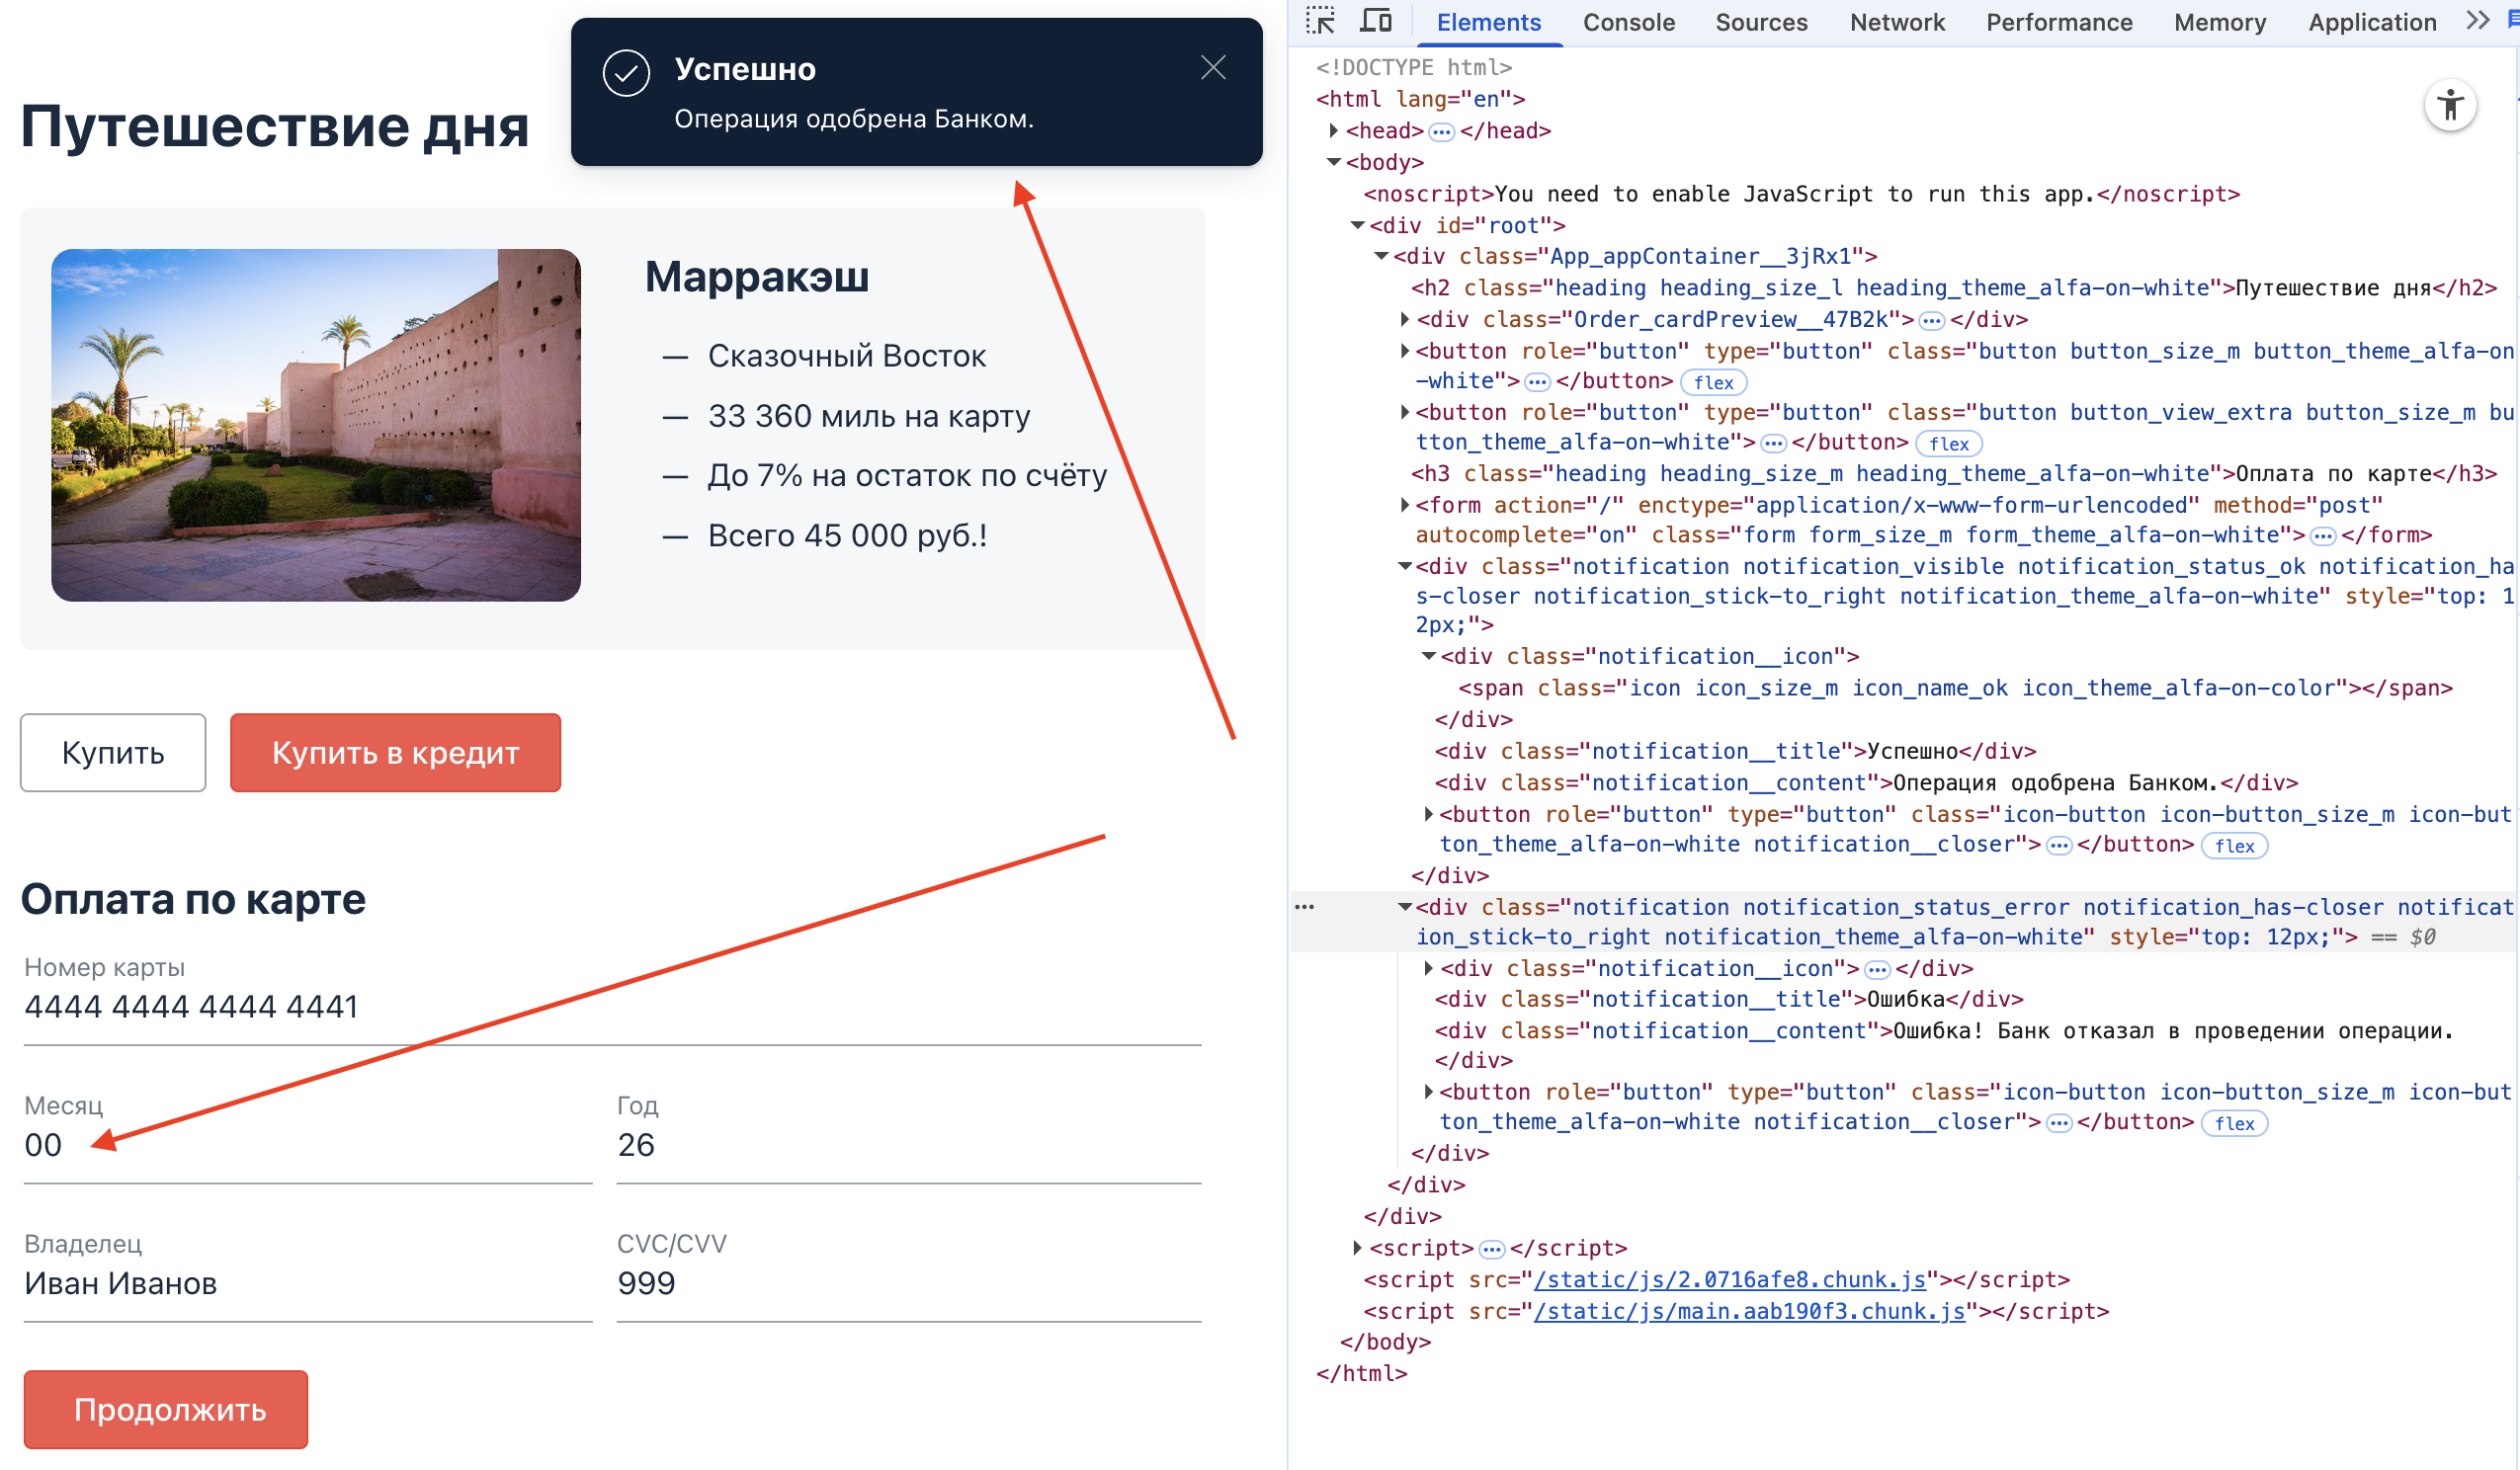 Успешно
Операция одобрена Банком.
Путешествие дня
Марракэш
— Сказочный Восток
— 33 360 миль на карту
— До 7% на остаток по счёту
— Всего 45 000 руб.!
Купить
Купить в кредит
Оплата по карте
Номер карты
4444 4444 4444 4441
Месяц
00
Год
26
Владелец
Иван Иванов
CVC/CVV
999
Продолжить
Elements Console Sources Network Performance Memory Application
<!DOCTYPE html>
<html lang="en">
<head> ••• </head>
<body>
<noscript>You need to enable JavaScript to run this app.</noscript>
<div id="root">
<div class="App_appContainer__3jRx1">
<h2 class="heading heading_size_l heading_theme_alfa-on-white">Путешествие дня</h2>
<div class="Order_cardPreview__47B2k"> ••• </div>
<button role="button" type="button" class="button button_size_m button_theme_alfa-on
-white"> ••• </button> flex
<button role="button" type="button" class="button button_view_extra button_size_m bu
tton_theme_alfa-on-white"> ••• </button> flex
<h3 class="heading heading_size_m heading_theme_alfa-on-white">Оплата по карте</h3>
<form action="/" enctype="application/x-www-form-urlencoded" method="post"
autocomplete="on" class="form form_size_m form_theme_alfa-on-white"> ••• </form>
<div class="notification notification_visible notification_status_ok notification_ha
s-closer notification_stick-to_right notification_theme_alfa-on-white" style="top: 1
2px;">
<div class="notification__icon">
<span class="icon icon_size_m icon_name_ok icon_theme_alfa-on-color"></span>
</div>
<div class="notification__title">Успешно</div>
<div class="notification__content">Операция одобрена Банком.</div>
<button role="button" type="button" class="icon-button icon-button_size_m icon-but
ton_theme_alfa-on-white notification__closer"> ••• </button> flex
</div>
••• <div class="notification notification_status_error notification_has-closer notificat
ion_stick-to_right notification_theme_alfa-on-white" style="top: 12px;"> == $0
<div class="notification__icon"> ••• </div>
<div class="notification__title">Ошибка</div>
<div class="notification__content">Ошибка! Банк отказал в проведении операции.
</div>
<button role="button" type="button" class="icon-button icon-button_size_m icon-but
ton_theme_alfa-on-white notification__closer"> ••• </button> flex
</div>
</div>
</div>
<script> ••• </script>
<script src="/static/js/2.0716afe8.chunk.js"></script>
<script src="/static/js/main.aab190f3.chunk.js"></script>
</body>
</html>